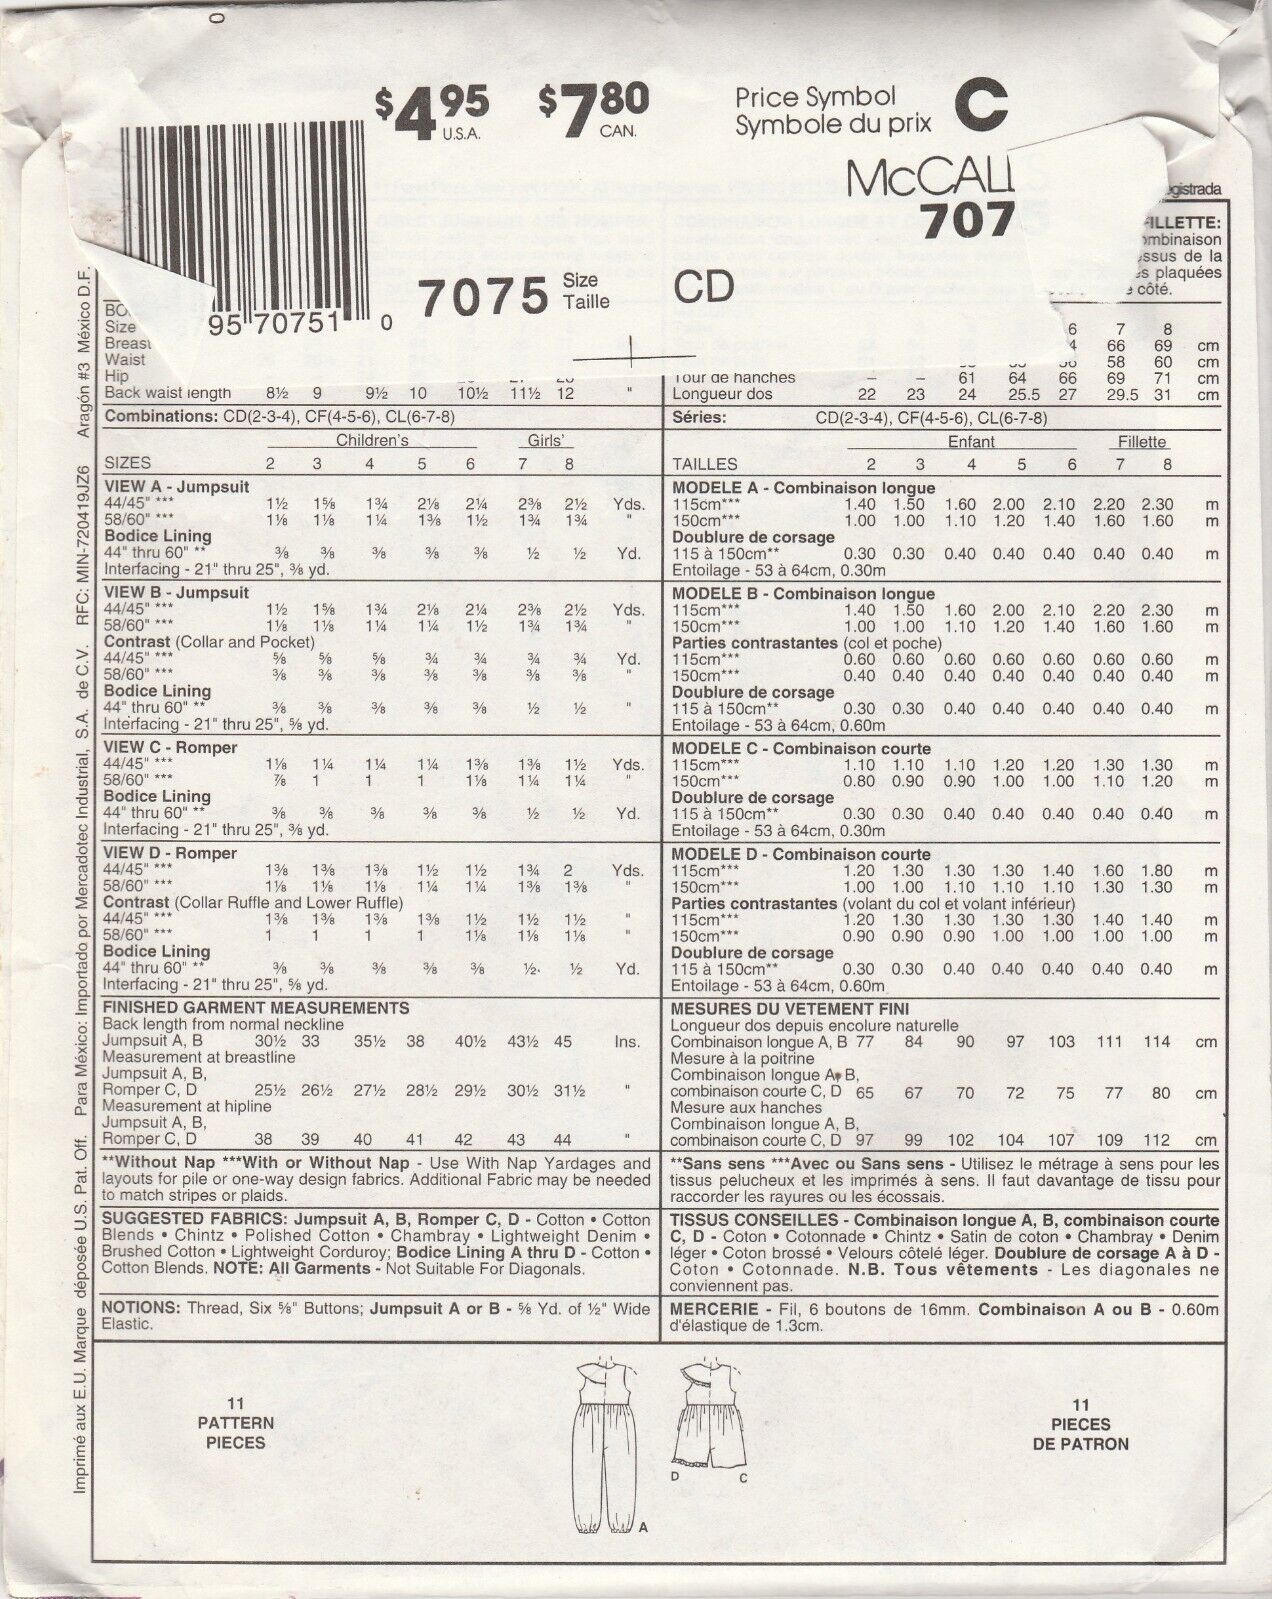 $4.95 U.S.A. $7.80 CAN. Price Symbol C
Symbole du prix
McCALL
707
7075 Size CD
Taille
95 70751 0
egistrada
FILLETTE:
ombinaison
essus de la
es plaquées
e côté.
BO
Size
Breast
Waist
Hip
Back waist length 8½ 9 9½ 10 10½ 11½ 12 "
Combinations: CD(2-3-4), CF(4-5-6), CL(6-7-8)
Children's Girls'
SIZES 2 3 4 5 6 7 8
VIEW A - Jumpsuit
44/45" *** 1½ 1⅝ 1¾ 2⅛ 2¼ 2⅜ 2½ Yds.
58/60" *** 1⅛ 1⅛ 1¼ 1⅜ 1½ 1¾ 1¾ "
Bodice Lining
44" thru 60" ** ⅜ ⅜ ⅜ ⅜ ⅜ ½ ½ Yd.
Interfacing - 21" thru 25", ⅜ yd.
VIEW B - Jumpsuit
44/45" *** 1½ 1⅝ 1¾ 2⅛ 2¼ 2⅜ 2½ Yds.
58/60" *** 1⅛ 1⅛ 1¼ 1¼ 1½ 1¾ 1¾ "
Contrast (Collar and Pocket)
44/45" *** ⅝ ⅝ ⅝ ¾ ¾ ¾ ¾ Yd.
58/60" *** ⅜ ⅜ ⅜ ⅜ ⅜ ⅜ ⅜ "
Bodice Lining
44" thru 60" ** ⅜ ⅜ ⅜ ⅜ ⅜ ½ ½ "
Interfacing - 21" thru 25", ⅝ yd.
VIEW C - Romper
44/45" *** 1⅛ 1¼ 1¼ 1¼ 1⅜ 1⅜ 1½ Yds.
58/60" *** ⅞ 1 1 1 1⅛ 1¼ 1¼ "
Bodice Lining
44" thru 60" ** ⅜ ⅜ ⅜ ⅜ ⅜ ½ ½ Yd.
Interfacing - 21" thru 25", ⅜ yd.
VIEW D - Romper
44/45" *** 1⅜ 1⅜ 1⅜ 1½ 1½ 1¾ 2 Yds.
58/60" *** 1⅛ 1⅛ 1⅛ 1¼ 1¼ 1⅜ 1⅜ "
Contrast (Collar Ruffle and Lower Ruffle)
44/45" *** 1⅜ 1⅜ 1⅜ 1⅜ 1½ 1½ 1½ "
58/60" *** 1 1 1 1 1⅛ 1⅛ 1⅛ "
Bodice Lining
44" thru 60" ** ⅜ ⅜ ⅜ ⅜ ⅜ ½ ½ Yd.
Interfacing - 21" thru 25", ⅝ yd.
FINISHED GARMENT MEASUREMENTS
Back length from normal neckline
Jumpsuit A, B 30½ 33 35½ 38 40½ 43½ 45 Ins.
Measurement at breastline
Jumpsuit A, B,
Romper C, D 25½ 26½ 27½ 28½ 29½ 30½ 31½ "
Measurement at hipline
Jumpsuit A, B,
Romper C, D 38 39 40 41 42 43 44 "
**Without Nap ***With or Without Nap - Use With Nap Yardages and
layouts for pile or one-way design fabrics. Additional Fabric may be needed
to match stripes or plaids.
SUGGESTED FABRICS: Jumpsuit A, B, Romper C, D - Cotton • Cotton
Blends • Chintz • Polished Cotton • Chambray • Lightweight Denim •
Brushed Cotton • Lightweight Corduroy; Bodice Lining A thru D - Cotton •
Cotton Blends. NOTE: All Garments - Not Suitable For Diagonals.
NOTIONS: Thread, Six ⅝" Buttons; Jumpsuit A or B - ⅝ Yd. of ½" Wide
Elastic.
6 7 8
4 66 69 cm
58 60 cm
Tour de hanches – – 61 64 66 69 71 cm
Longueur dos 22 23 24 25.5 27 29.5 31 cm
Séries: CD(2-3-4), CF(4-5-6), CL(6-7-8)
Enfant Fillette
TAILLES 2 3 4 5 6 7 8
MODELE A - Combinaison longue
115cm*** 1.40 1.50 1.60 2.00 2.10 2.20 2.30 m
150cm*** 1.00 1.00 1.10 1.20 1.40 1.60 1.60 m
Doublure de corsage
115 à 150cm** 0.30 0.30 0.40 0.40 0.40 0.40 0.40 m
Entoilage - 53 à 64cm, 0.30m
MODELE B - Combinaison longue
115cm*** 1.40 1.50 1.60 2.00 2.10 2.20 2.30 m
150cm*** 1.00 1.00 1.10 1.20 1.40 1.60 1.60 m
Parties contrastantes (col et poche)
115cm*** 0.60 0.60 0.60 0.60 0.60 0.60 0.60 m
150cm*** 0.40 0.40 0.40 0.40 0.40 0.40 0.40 m
Doublure de corsage
115 à 150cm** 0.30 0.30 0.40 0.40 0.40 0.40 0.40 m
Entoilage - 53 à 64cm, 0.60m
MODELE C - Combinaison courte
115cm*** 1.10 1.10 1.10 1.20 1.20 1.30 1.30 m
150cm*** 0.80 0.90 0.90 1.00 1.00 1.10 1.20 m
Doublure de corsage
115 à 150cm** 0.30 0.30 0.40 0.40 0.40 0.40 0.40 m
Entoilage - 53 à 64cm, 0.30m
MODELE D - Combinaison courte
115cm*** 1.20 1.30 1.30 1.30 1.40 1.60 1.80 m
150cm*** 1.00 1.00 1.10 1.10 1.10 1.30 1.30 m
Parties contrastantes (volant du col et volant inférieur)
115cm*** 1.20 1.30 1.30 1.30 1.30 1.40 1.40 m
150cm*** 0.90 0.90 0.90 1.00 1.00 1.00 1.00 m
Doublure de corsage
115 à 150cm** 0.30 0.30 0.40 0.40 0.40 0.40 0.40 m
Entoilage - 53 à 64cm, 0.60m
MESURES DU VETEMENT FINI
Longueur dos depuis encolure naturelle
Combinaison longue A, B 77 84 90 97 103 111 114 cm
Mesure à la poitrine
Combinaison longue A, B,
combinaison courte C, D 65 67 70 72 75 77 80 cm
Mesure aux hanches
Combinaison longue A, B,
combinaison courte C, D 97 99 102 104 107 109 112 cm
**Sans sens ***Avec ou Sans sens - Utilisez le métrage à sens pour les
tissus pelucheux et les imprimés à sens. Il faut davantage de tissu pour
raccorder les rayures ou les écossais.
TISSUS CONSEILLES - Combinaison longue A, B, combinaison courte
C, D - Coton • Cotonnade • Chintz • Satin de coton • Chambray • Denim
léger • Coton brossé • Velours côtelé léger. Doublure de corsage A à D -
Coton • Cotonnade. N.B. Tous vêtements - Les diagonales ne
conviennent pas.
MERCERIE - Fil, 6 boutons de 16mm. Combinaison A ou B - 0.60m
d'élastique de 1.3cm.
11
PATTERN
PIECES
A
D C
11
PIECES
DE PATRON
Imprimé aux E.U. Marque déposée U.S. Pat. Off. Para México: Importado por Mercadotec Industrial, S.A. de C.V. RFC: MIN-720419JZ6 Aragón #3 México D.F.